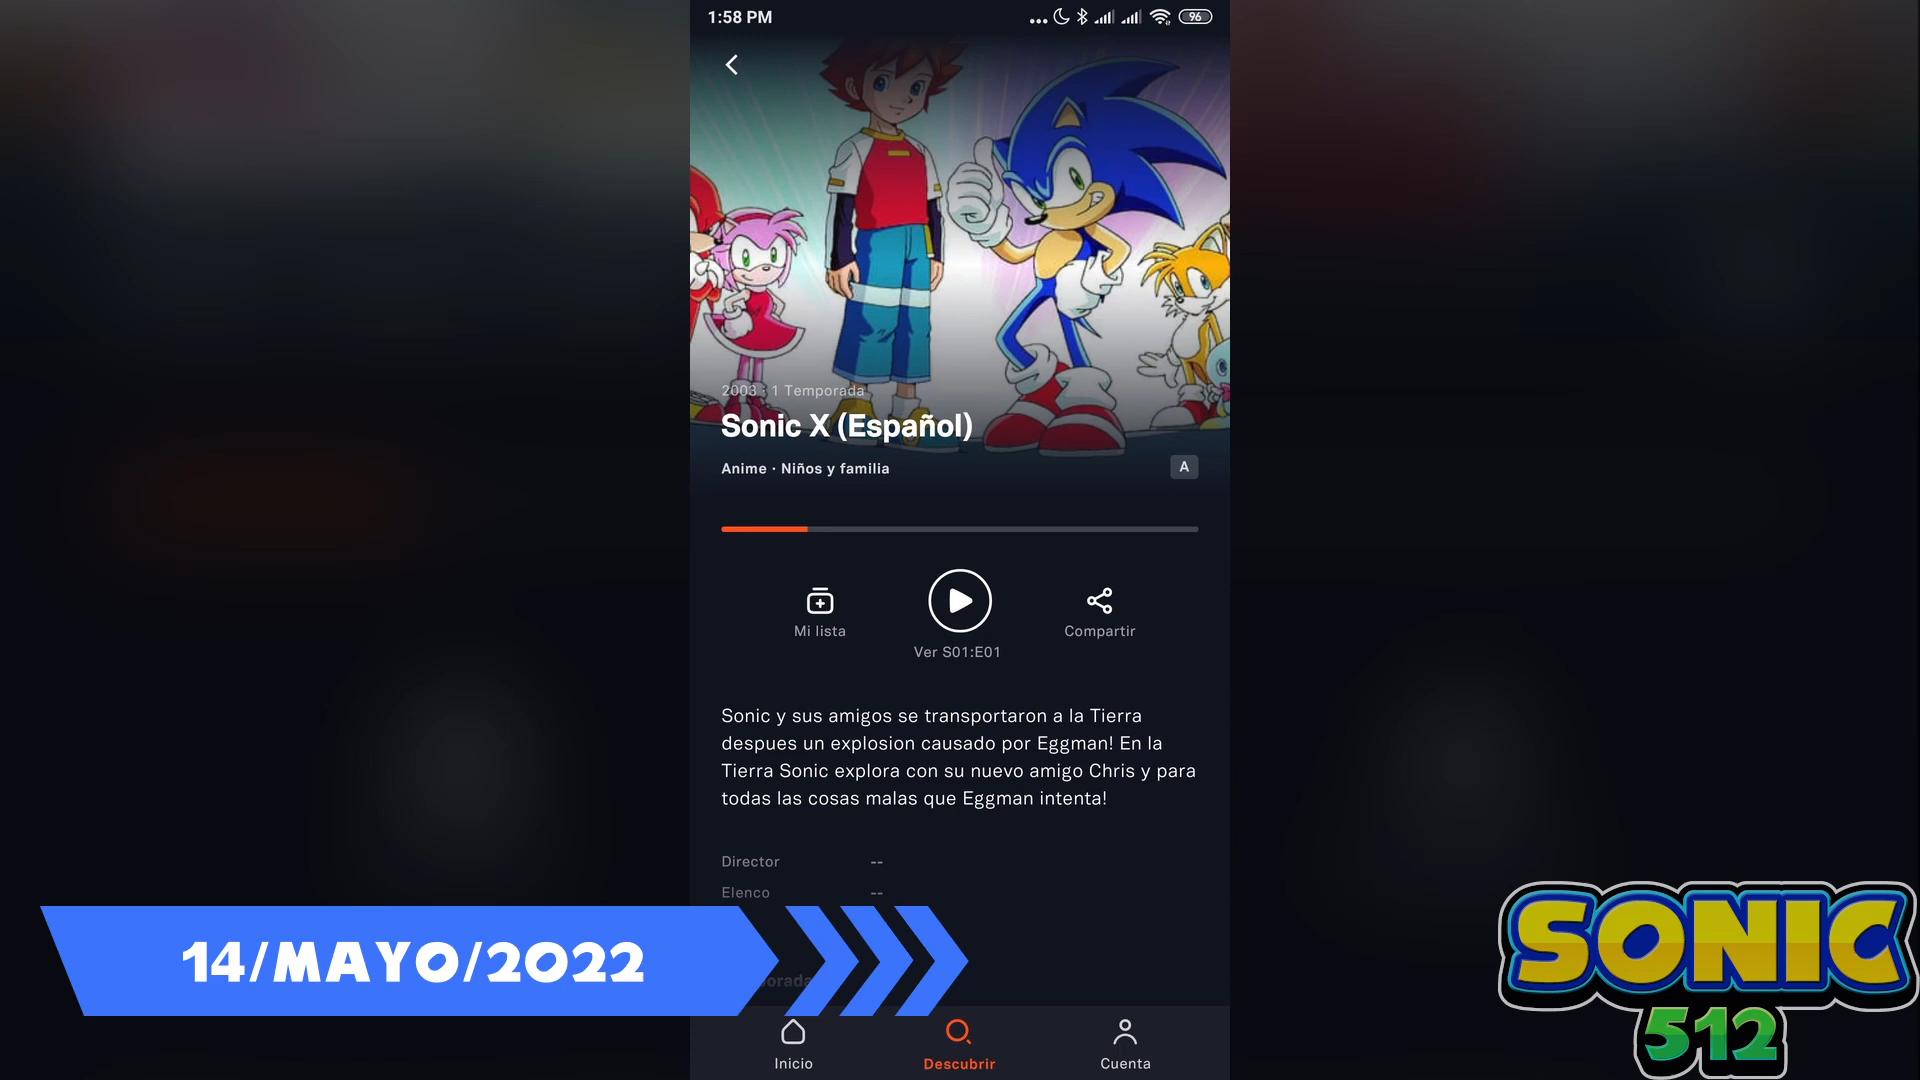 1:58 PM
96
2003 · 1 Temporada
Sonic X (Español)
Anime · Niños y familia
A
Mi lista
Compartir
Ver S01:E01
Sonic y sus amigos se transportaron a la Tierra
despues un explosion causado por Eggman! En la
Tierra Sonic explora con su nuevo amigo Chris y para
todas las cosas malas que Eggman intenta!
Director --
Elenco --
14/MAYO/2022
SONIC
512
Inicio
Descubrir
Cuenta